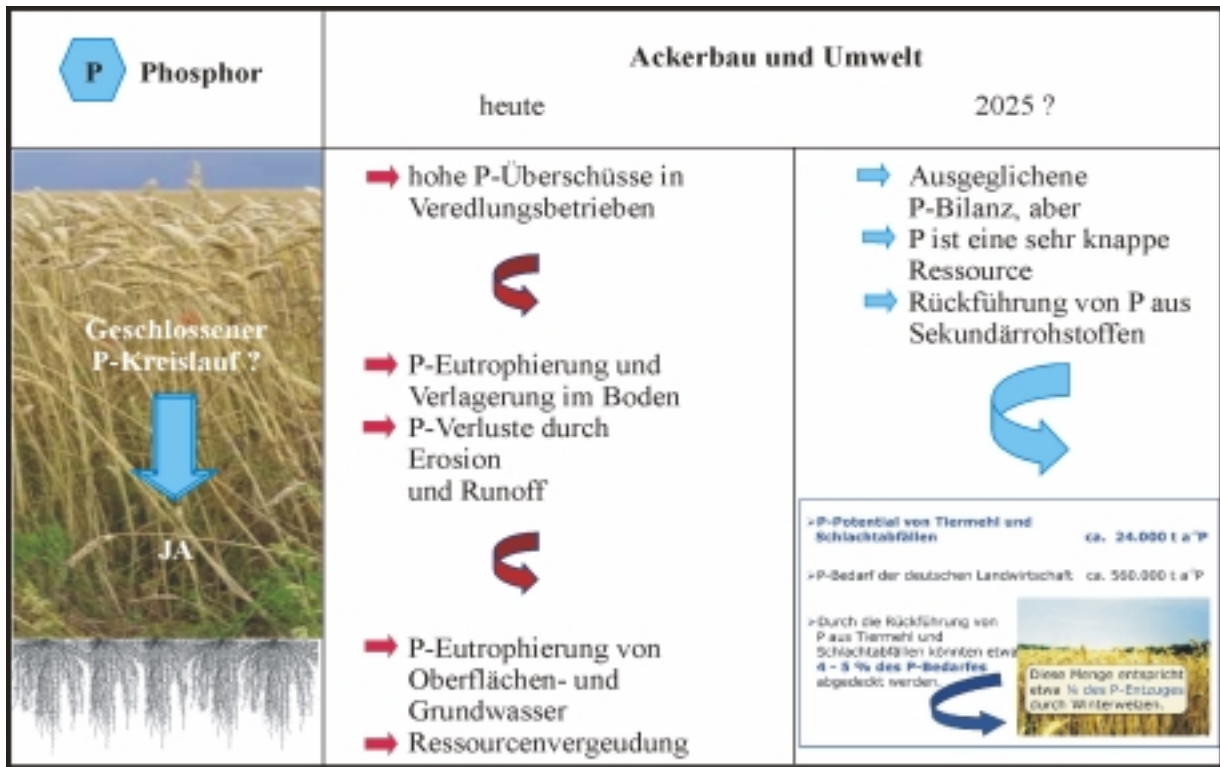 P Phosphor
Ackerbau und Umwelt
heute
2025 ?
Geschlossener
P-Kreislauf ?
JA
hohe P-Überschüsse in
Veredlungsbetrieben
P-Eutrophierung und
Verlagerung im Boden
P-Verluste durch
Erosion
und Runoff
P-Eutrophierung von
Oberflächen- und
Grundwasser
Ressourcenvergeudung
Ausgeglichene
P-Bilanz, aber
P ist eine sehr knappe
Ressource
Rückführung von P aus
Sekundärrohstoffen
P-Potential von Tiermehl und
Schlachtabfällen ca. 24.000 t a⁻¹P
P-Bedarf der deutschen Landwirtschaft ca. 560.000 t a⁻¹P
Durch die Rückführung von
P aus Tiermehl und
Schlachtabfällen könnten etwa
4 - 5 % des P-Bedarfes
abgedeckt werden.
Diese Menge entspricht
etwa des P-Entzuges
durch Winterweizen.